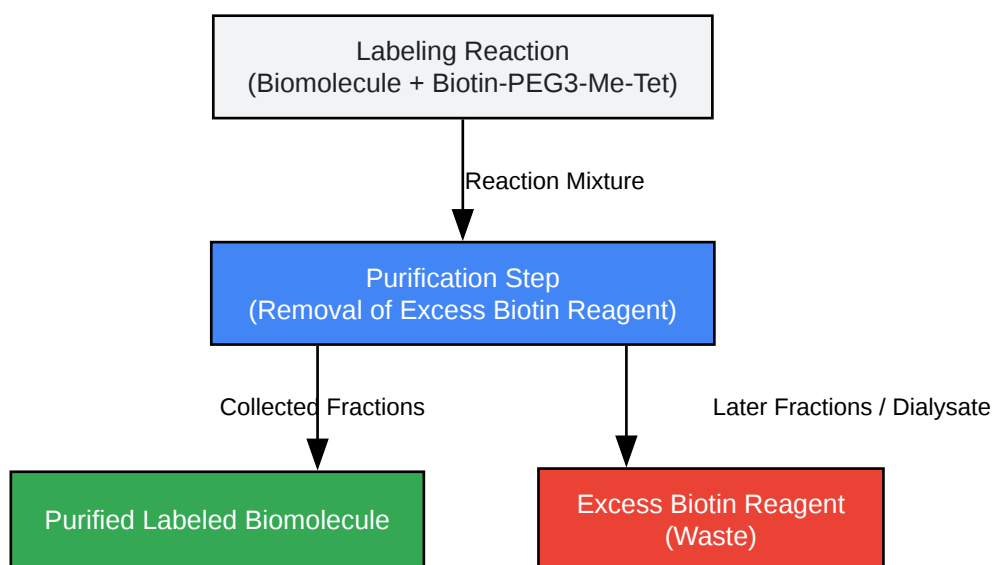 Labeling Reaction
(Biomolecule + Biotin-PEG3-Me-Tet)
Reaction Mixture
Purification Step
(Removal of Excess Biotin Reagent)
Collected Fractions
Later Fractions / Dialysate
Purified Labeled Biomolecule
Excess Biotin Reagent
(Waste)